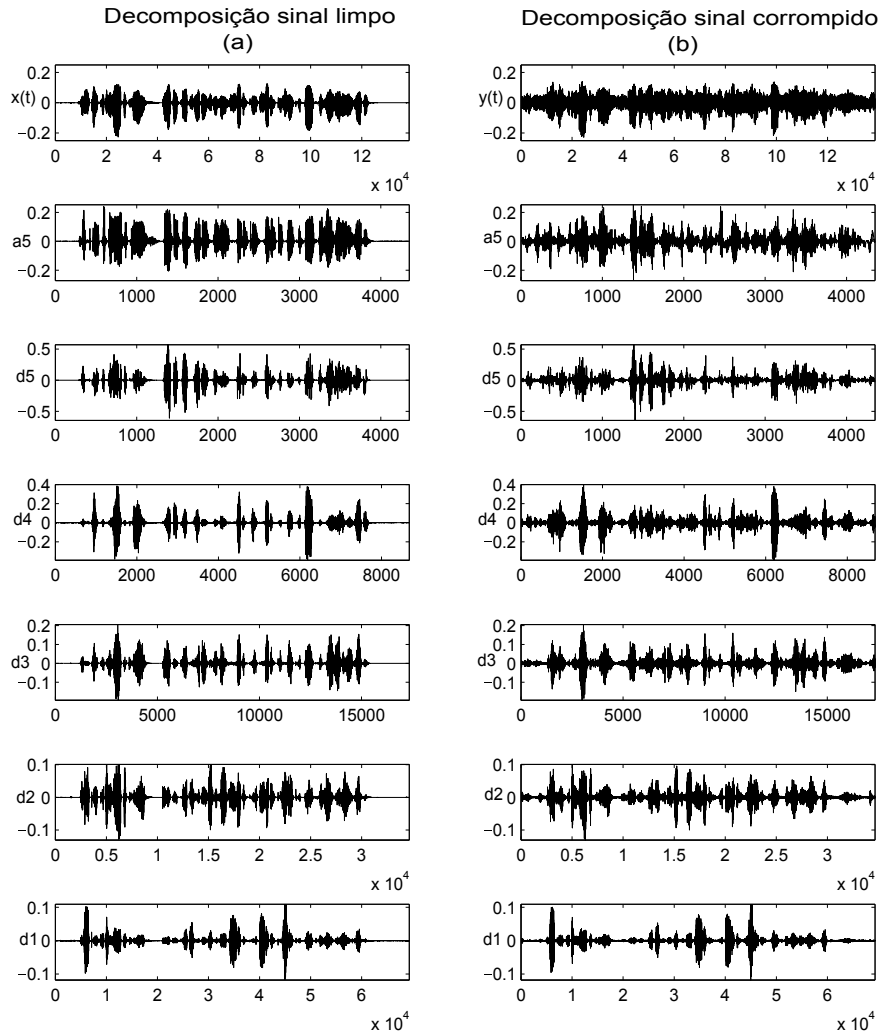 Decomposição sinal limpo
(a)
0.2
x(t) 0
−0.2
0 2 4 6 8 10 12
x 10^4
0.2
a5 0
−0.2
0 1000 2000 3000 4000
0.5
d5 0
−0.5
0 1000 2000 3000 4000
0.4
0.2
d4 0
−0.2
0 2000 4000 6000 8000
0.2
0.1
d3 0
−0.1
0 5000 10000 15000
0.1
d2 0
−0.1
0 0.5 1 1.5 2 2.5 3
x 10^4
0.1
d1 0
−0.1
0 1 2 3 4 5 6
x 10^4
Decomposição sinal corrompido
(b)
0.2
y(t) 0
−0.2
0 2 4 6 8 10 12
x 10^4
0.2
a5 0
−0.2
0 1000 2000 3000 4000
0.5
d5 0
−0.5
0 1000 2000 3000 4000
0.4
0.2
d4 0
−0.2
0 2000 4000 6000 8000
0.2
0.1
d3 0
−0.1
0 5000 10000 15000
0.1
d2 0
−0.1
0 0.5 1 1.5 2 2.5 3
x 10^4
0.1
d1 0
−0.1
0 1 2 3 4 5 6
x 10^4